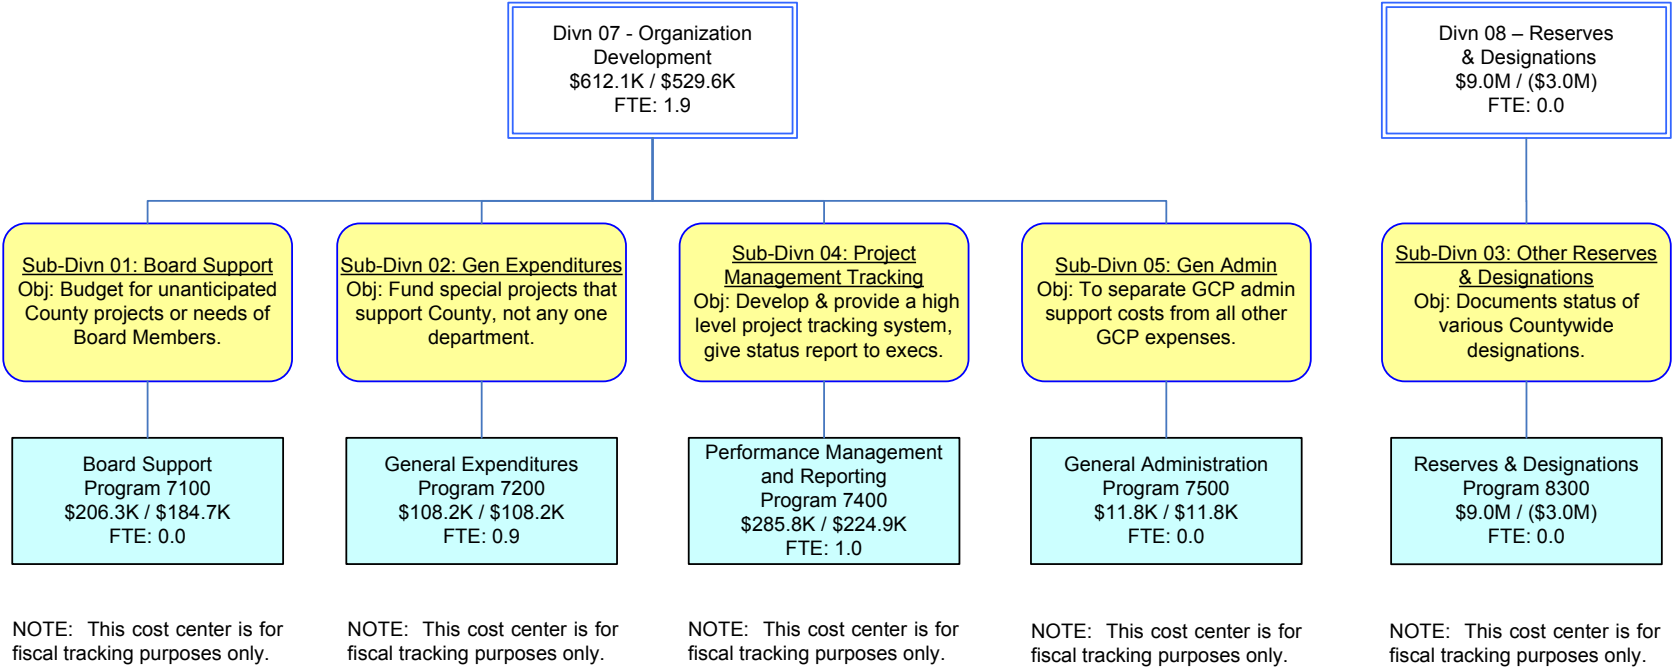 Divn 07 - Organization
Development
$612.1K / $529.6K
FTE: 1.9
Divn 08 – Reserves
& Designations
$9.0M / ($3.0M)
FTE: 0.0
Sub-Divn 01: Board Support
Obj: Budget for unanticipated
County projects or needs of
Board Members.
Sub-Divn 02: Gen Expenditures
Obj: Fund special projects that
support County, not any one
department.
Sub-Divn 04: Project
Management Tracking
Obj: Develop & provide a high
level project tracking system,
give status report to execs.
Sub-Divn 05: Gen Admin
Obj: To separate GCP admin
support costs from all other
GCP expenses.
Sub-Divn 03: Other Reserves
& Designations
Obj: Documents status of
various Countywide
designations.
Board Support
Program 7100
$206.3K / $184.7K
FTE: 0.0
General Expenditures
Program 7200
$108.2K / $108.2K
FTE: 0.9
Performance Management
and Reporting
Program 7400
$285.8K / $224.9K
FTE: 1.0
General Administration
Program 7500
$11.8K / $11.8K
FTE: 0.0
Reserves & Designations
Program 8300
$9.0M / ($3.0M)
FTE: 0.0
NOTE: This cost center is for
fiscal tracking purposes only.
NOTE: This cost center is for
fiscal tracking purposes only.
NOTE: This cost center is for
fiscal tracking purposes only.
NOTE: This cost center is for
fiscal tracking purposes only.
NOTE: This cost center is for
fiscal tracking purposes only.